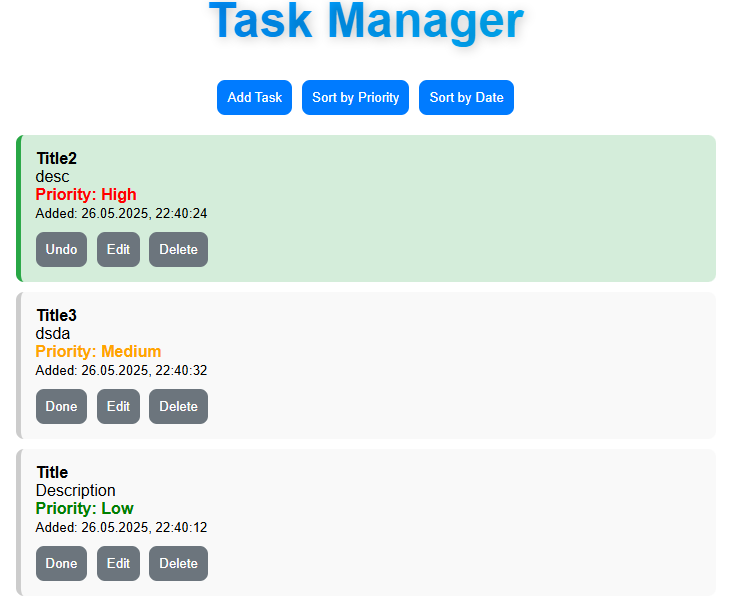 Task Manager
Add Task Sort by Priority Sort by Date
Title2
desc
Priority: High
Added: 26.05.2025, 22:40:24
Undo Edit Delete
Title3
dsda
Priority: Medium
Added: 26.05.2025, 22:40:32
Done Edit Delete
Title
Description
Priority: Low
Added: 26.05.2025, 22:40:12
Done Edit Delete